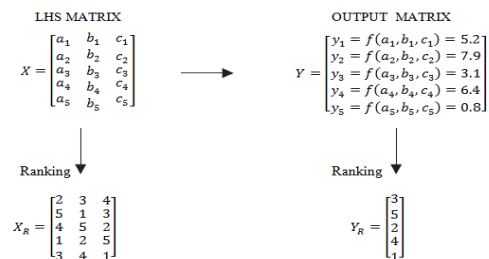 LHS MATRIX
X = [a₁ b₁ c₁
a₂ b₂ c₂
a₃ b₃ c₃
a₄ b₄ c₄
a₅ b₅ c₅]
OUTPUT MATRIX
Y = [y₁ = f(a₁,b₁,c₁) = 5.2
y₂ = f(a₂,b₂,c₂) = 7.9
y₃ = f(a₃,b₃,c₃) = 3.1
y₄ = f(a₄,b₄,c₄) = 6.4
y₅ = f(a₅,b₅,c₅) = 0.8]
Ranking
Ranking
X_R = [2 3 4
5 1 3
4 5 2
1 2 5
3 4 1]
Y_R = [3
5
2
4
1]